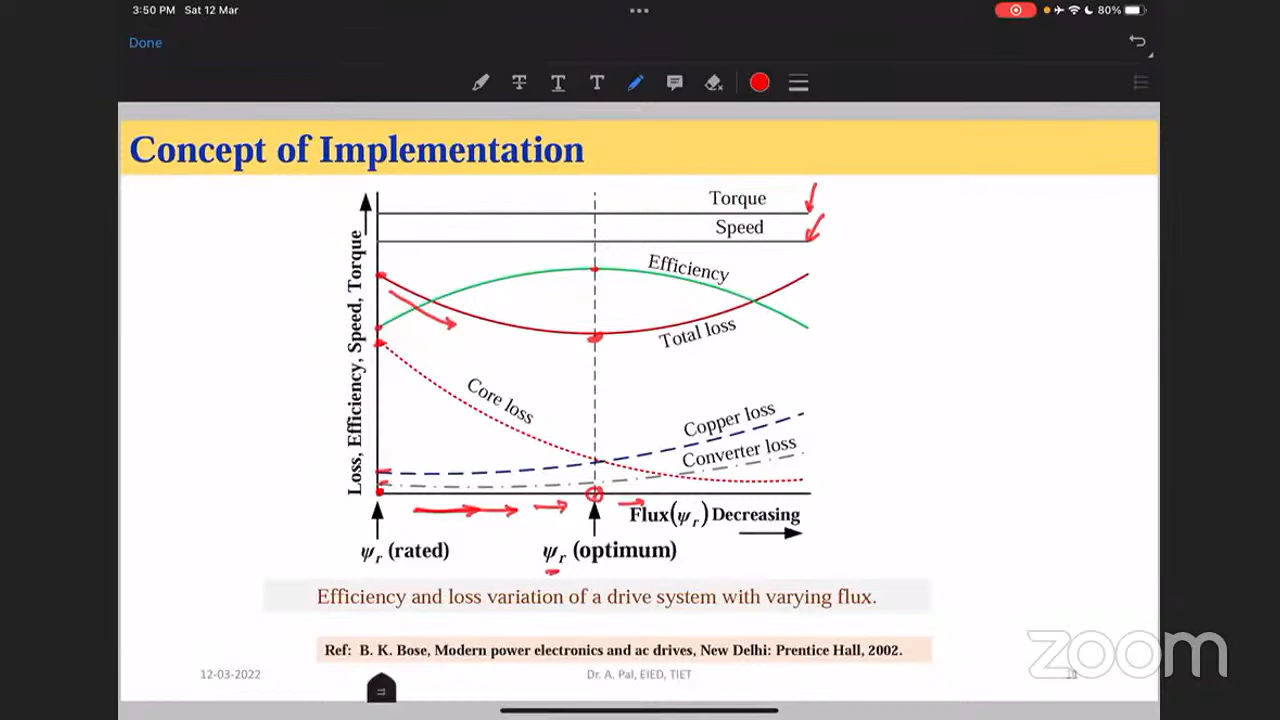 3:50 PM Sat 12 Mar
80%
Done
Concept of Implementation
Torque
Speed
Efficiency
Total loss
Core loss
Copper loss
Converter loss
Loss, Efficiency, Speed, Torque
Flux(ψr) Decreasing
ψr (rated)
ψr (optimum)
Efficiency and loss variation of a drive system with varying flux.
Ref: B. K. Bose, Modern power electronics and ac drives, New Delhi: Prentice Hall, 2002.
12-03-2022
Dr. A. Pal, EIED, TIET
zoom